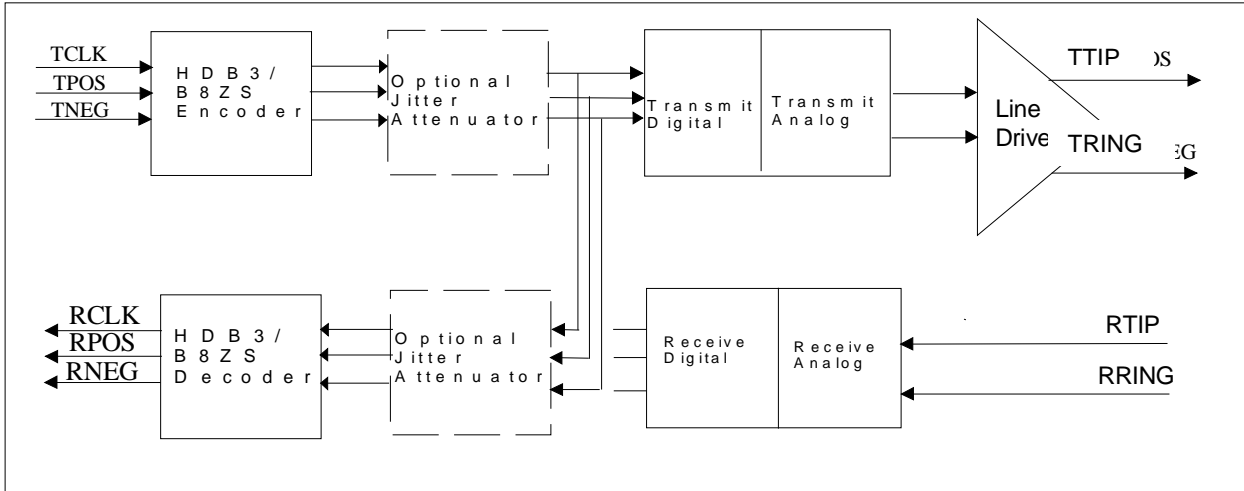 TCLK
TPOS
TNEG
HDB3/
B8ZS
Encoder
Optional
Jitter
Attenuator
Transmit
Digital
Transmit
Analog
Line
Drive
TTIP
TRING
RCLK
RPOS
RNEG
HDB3/
B8ZS
Decoder
Optional
Jitter
Attenuator
Receive
Digital
Receive
Analog
RTIP
RRING